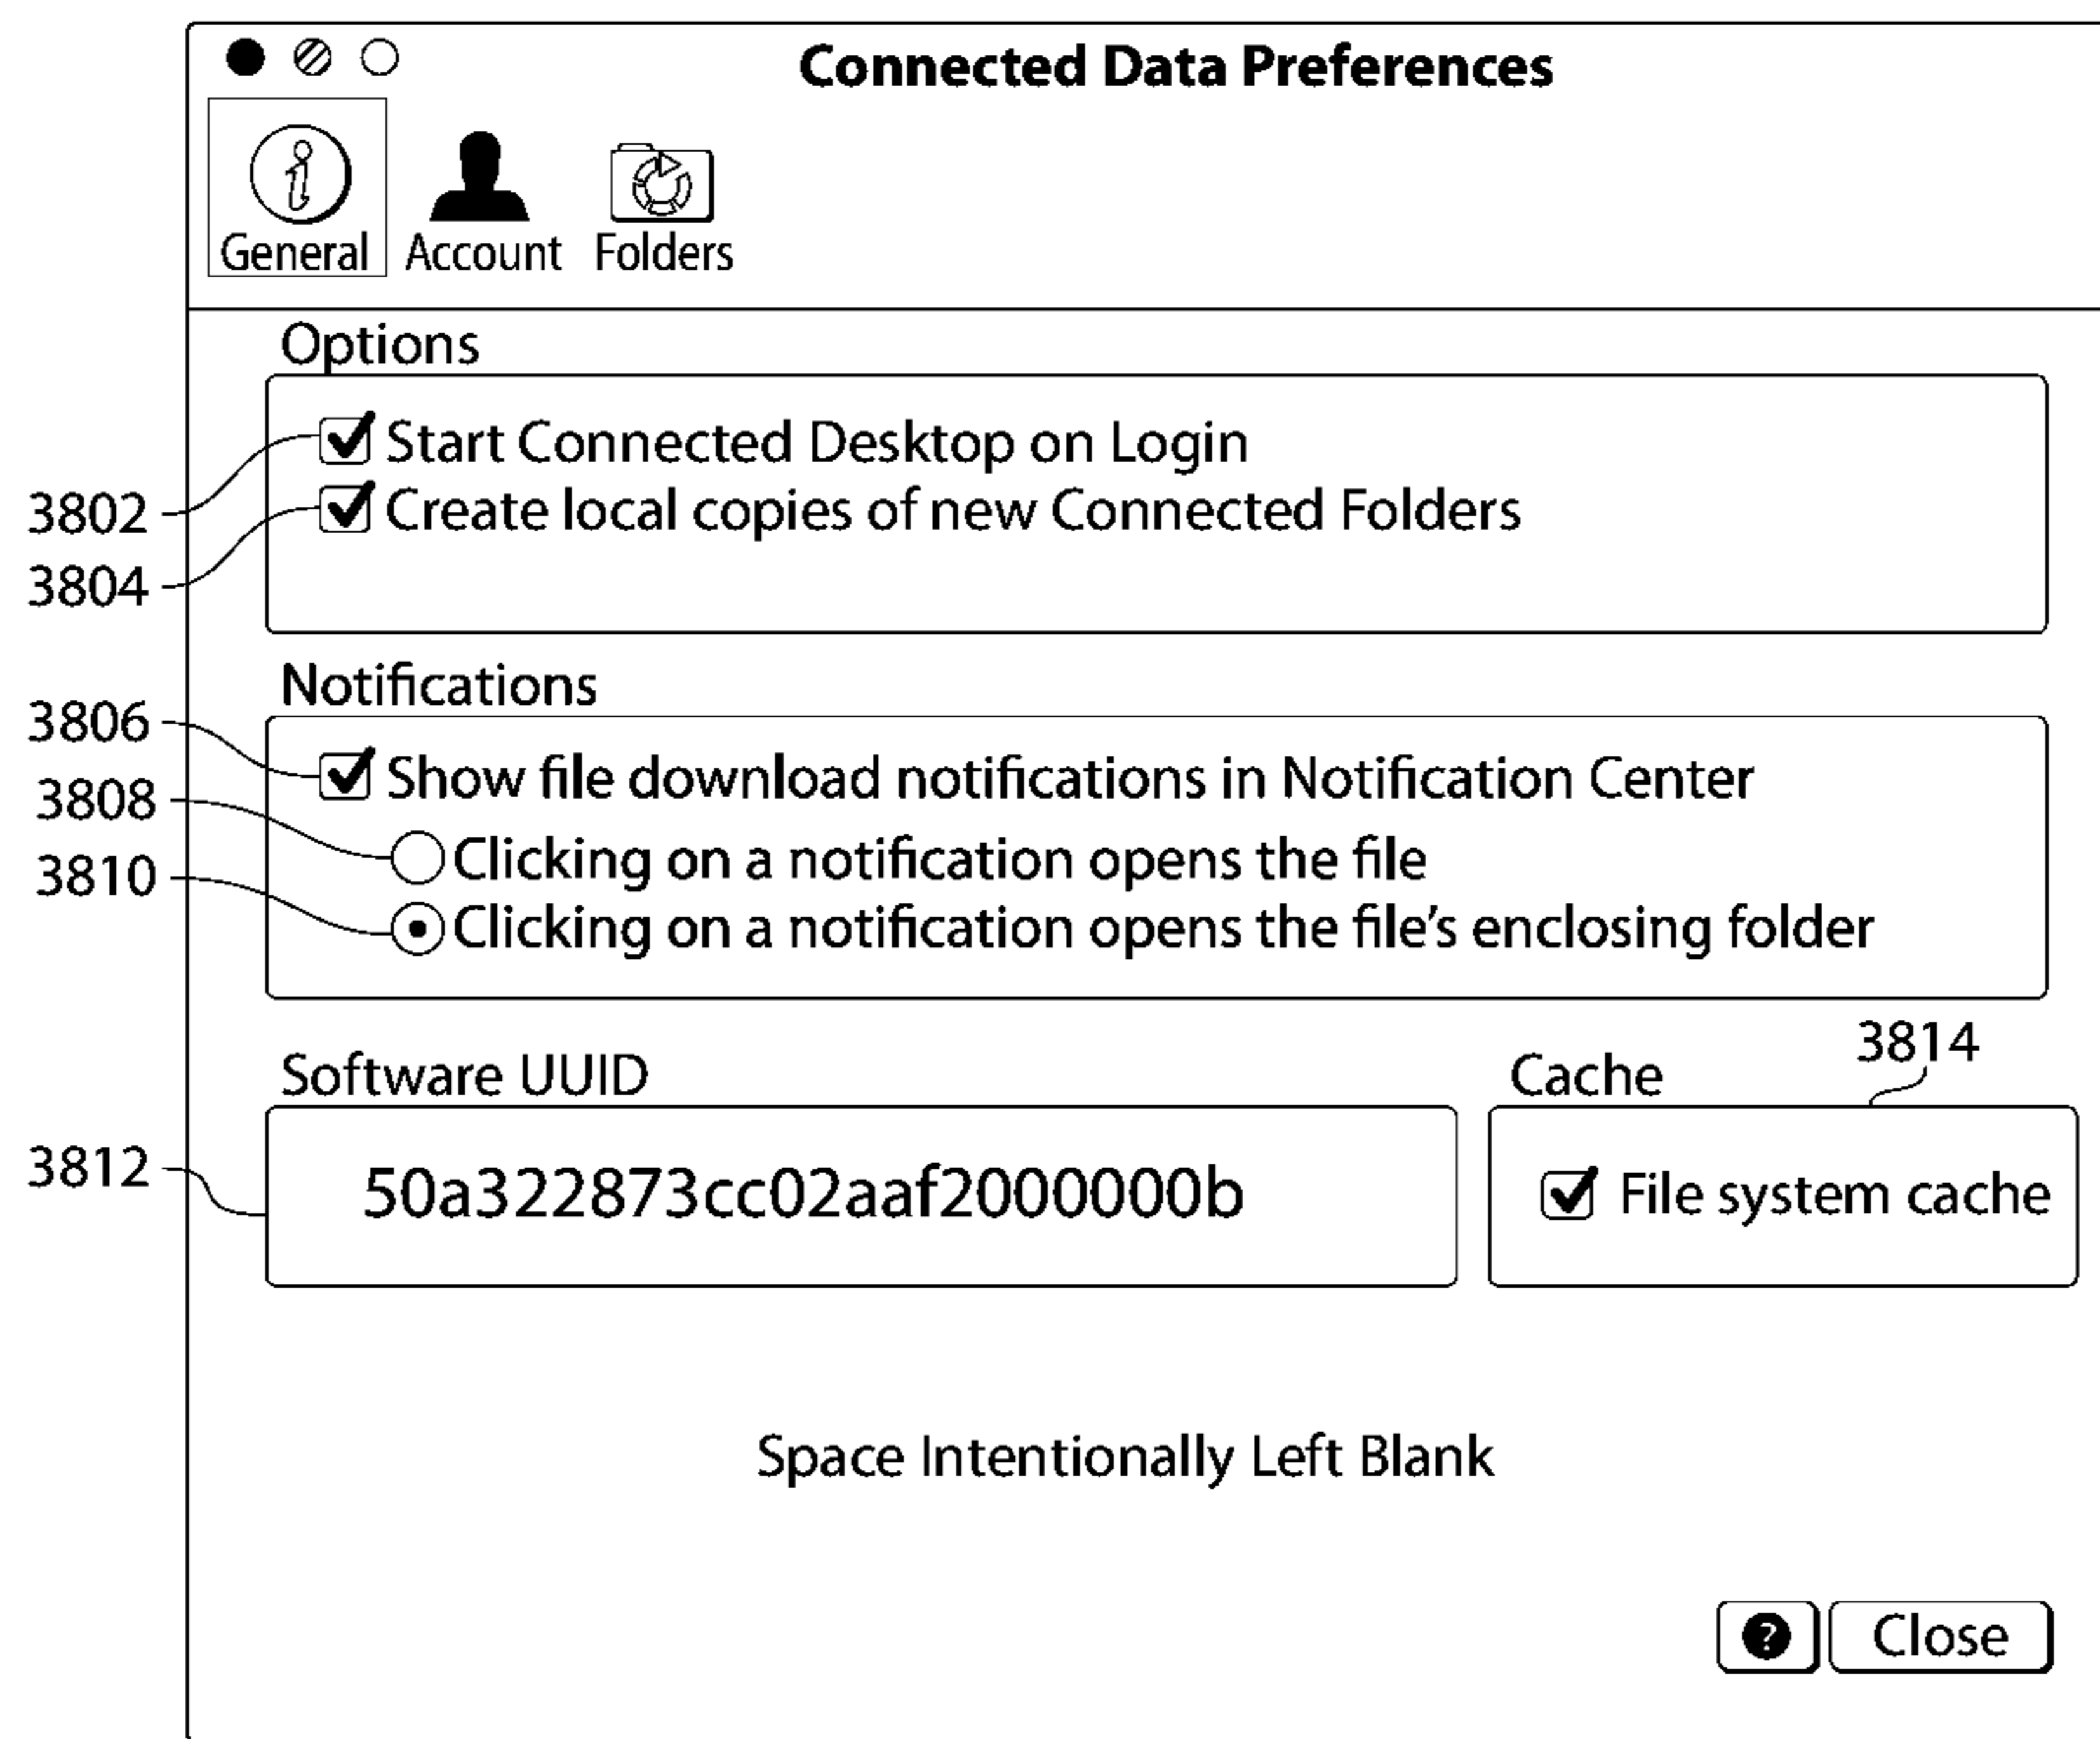 Connected Data Preferences
General Account Folders
Options
Start Connected Desktop on Login
3802
Create local copies of new Connected Folders
3804
Notifications
3806
Show file download notifications in Notification Center
3808
Clicking on a notification opens the file
3810
Clicking on a notification opens the file's enclosing folder
3814
Software UUID
Cache
3812
50a322873cc02aaf2000000b
File system cache
Space Intentionally Left Blank
?
Close